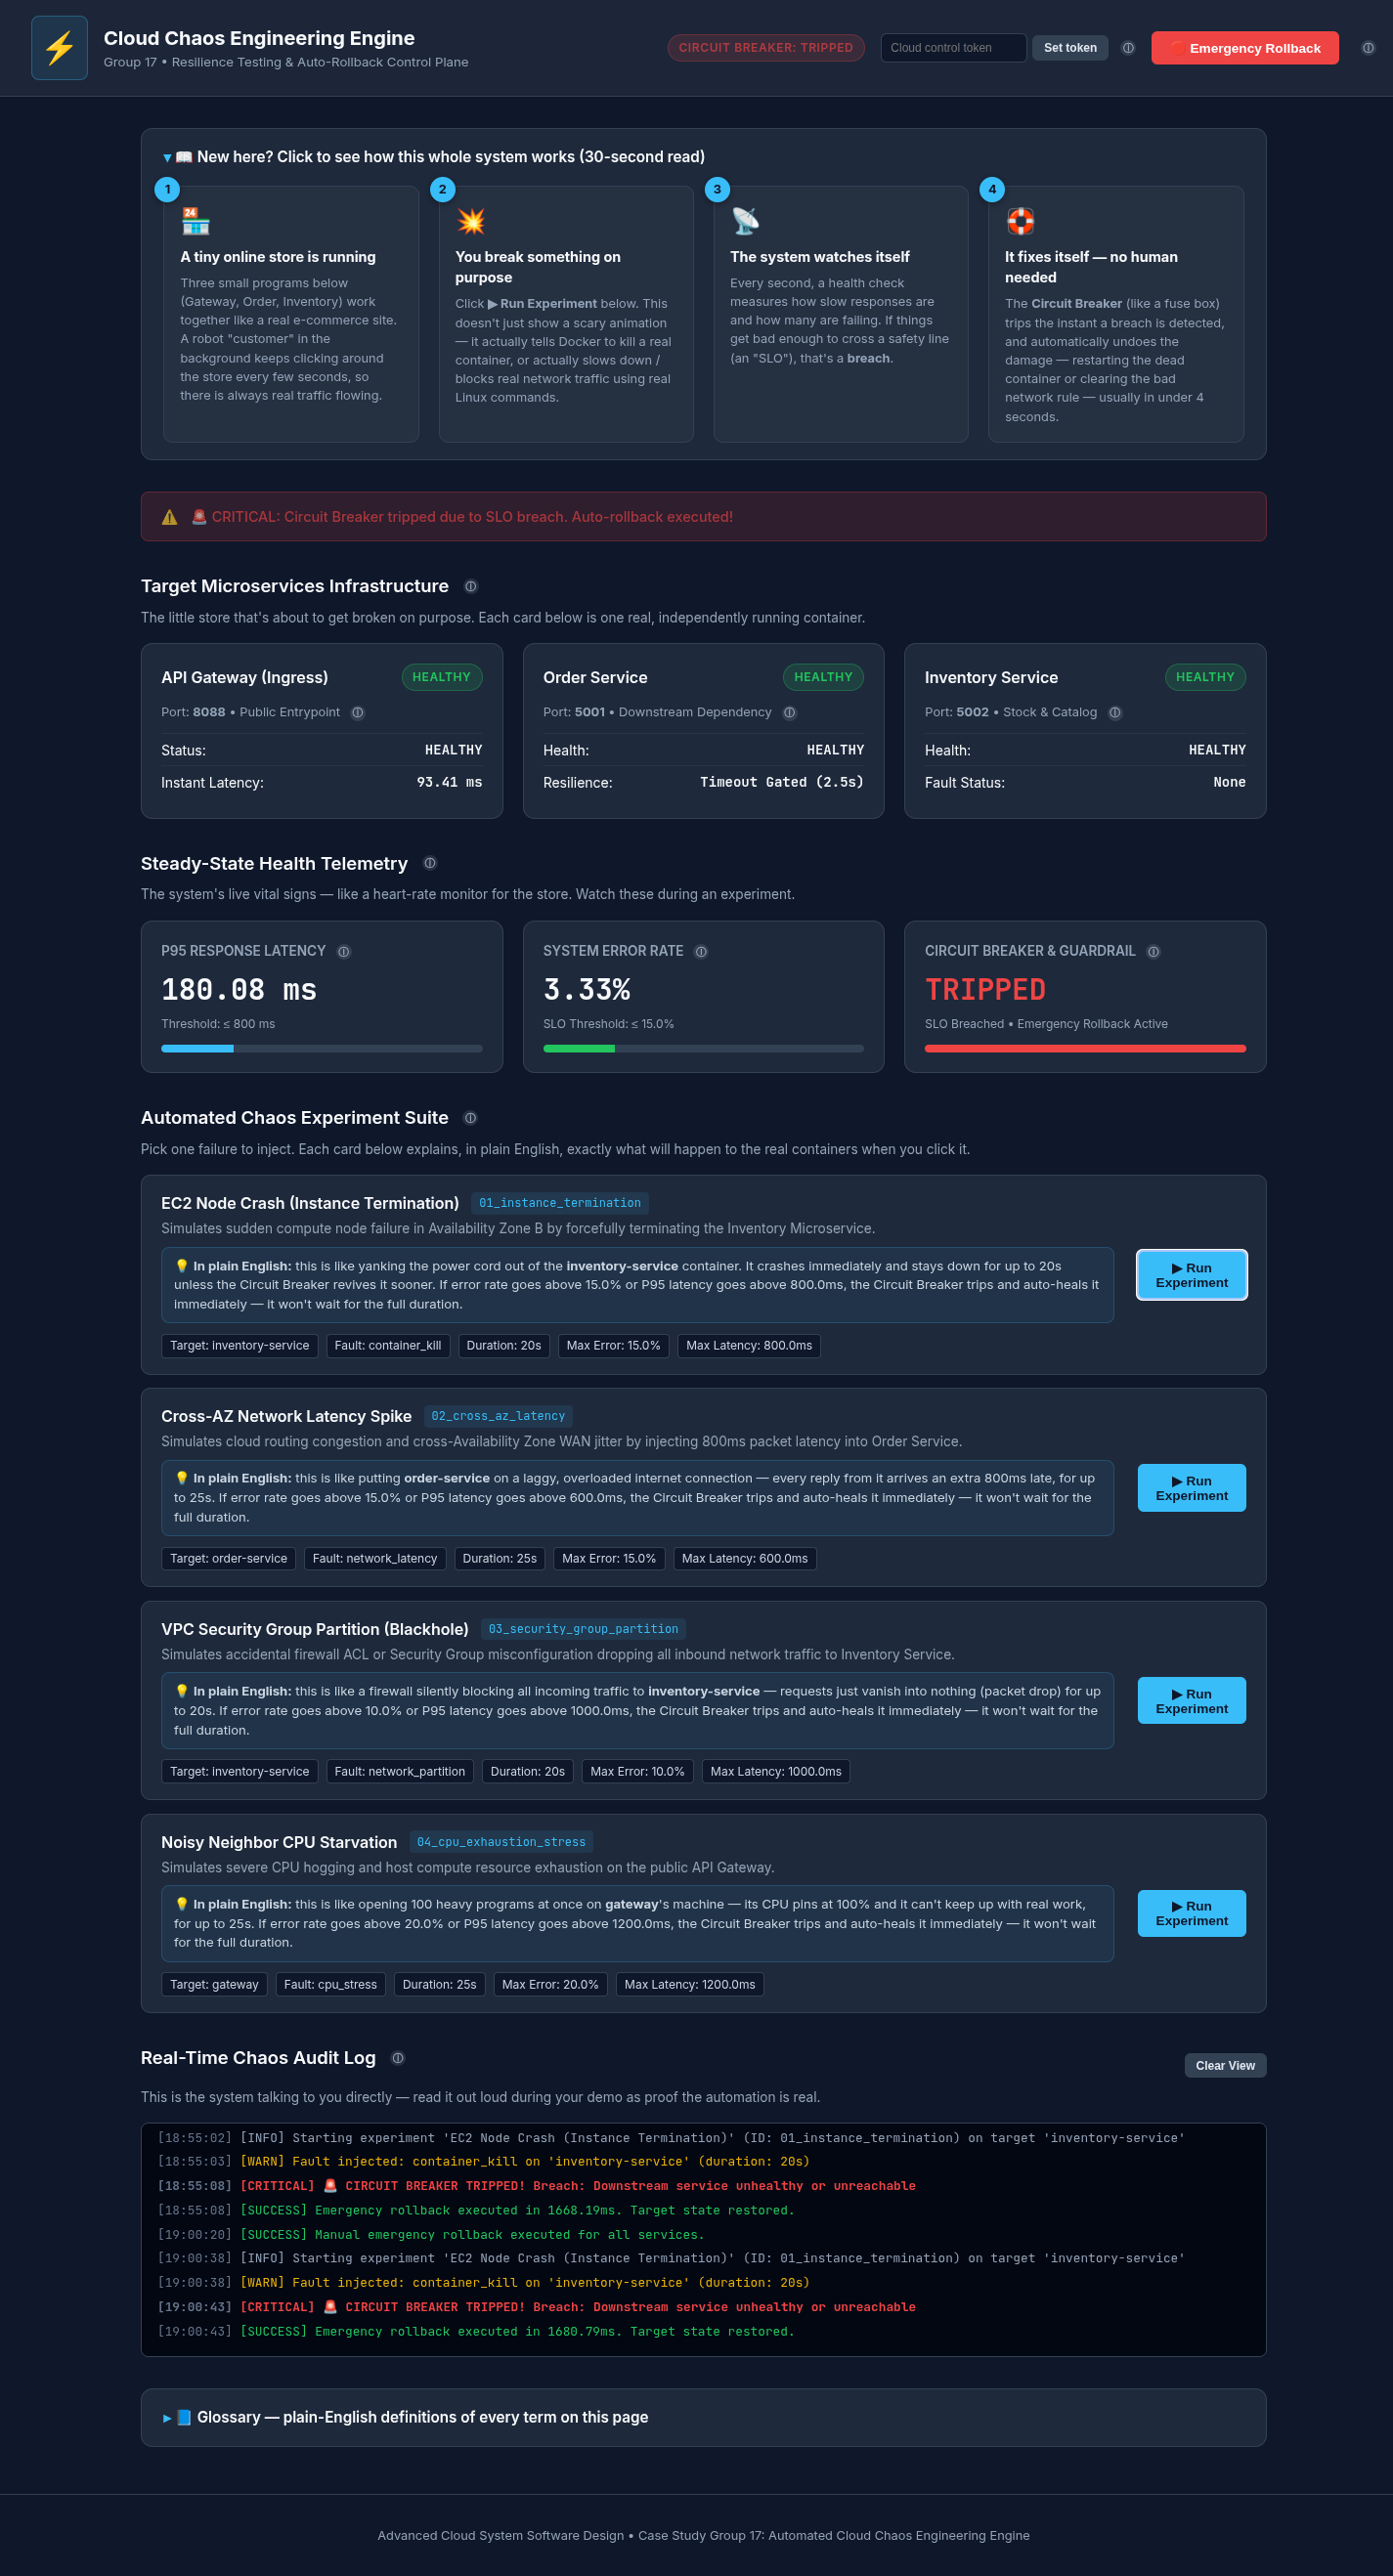 ⚡ Cloud Chaos Engineering Engine
Group 17 • Resilience Testing & Auto-Rollback Control Plane
CIRCUIT BREAKER: TRIPPED
Cloud control token
Set token
ⓘ
Emergency Rollback
ⓘ
▾ 📖 New here? Click to see how this whole system works (30-second read)
1
🏪
A tiny online store is running
Three small programs below
(Gateway, Order, Inventory) work
together like a real e-commerce site.
A robot "customer" in the
background keeps clicking around
the store every few seconds, so
there is always real traffic flowing.
2
💥
You break something on
purpose
Click ▶ Run Experiment below. This
doesn't just show a scary animation
— it actually tells Docker to kill a real
container, or actually slows down /
blocks real network traffic using real
Linux commands.
3
📡
The system watches itself
Every second, a health check
measures how slow responses are
and how many are failing. If things
get bad enough to cross a safety line
(an "SLO"), that's a breach.
4
🛟
It fixes itself — no human
needed
The Circuit Breaker (like a fuse box)
trips the instant a breach is detected,
and automatically undoes the
damage — restarting the dead
container or clearing the bad
network rule — usually in under 4
seconds.
⚠️ 🚨 CRITICAL: Circuit Breaker tripped due to SLO breach. Auto-rollback executed!
Target Microservices Infrastructure ⓘ
The little store that's about to get broken on purpose. Each card below is one real, independently running container.
API Gateway (Ingress) HEALTHY
Port: 8088 • Public Entrypoint ⓘ
Status: HEALTHY
Instant Latency: 93.41 ms
Order Service HEALTHY
Port: 5001 • Downstream Dependency ⓘ
Health: HEALTHY
Resilience: Timeout Gated (2.5s)
Inventory Service HEALTHY
Port: 5002 • Stock & Catalog ⓘ
Health: HEALTHY
Fault Status: None
Steady-State Health Telemetry ⓘ
The system's live vital signs — like a heart-rate monitor for the store. Watch these during an experiment.
P95 RESPONSE LATENCY ⓘ
180.08 ms
Threshold: ≤ 800 ms
SYSTEM ERROR RATE ⓘ
3.33%
SLO Threshold: ≤ 15.0%
CIRCUIT BREAKER & GUARDRAIL ⓘ
TRIPPED
SLO Breached • Emergency Rollback Active
Automated Chaos Experiment Suite ⓘ
Pick one failure to inject. Each card below explains, in plain English, exactly what will happen to the real containers when you click it.
EC2 Node Crash (Instance Termination) 01_instance_termination
Simulates sudden compute node failure in Availability Zone B by forcefully terminating the Inventory Microservice.
💡 In plain English: this is like yanking the power cord out of the inventory-service container. It crashes immediately and stays down for up to 20s
unless the Circuit Breaker revives it sooner. If error rate goes above 15.0% or P95 latency goes above 800.0ms, the Circuit Breaker trips and auto-heals it
immediately — it won't wait for the full duration.
Target: inventory-service Fault: container_kill Duration: 20s Max Error: 15.0% Max Latency: 800.0ms
▶ Run
Experiment
Cross-AZ Network Latency Spike 02_cross_az_latency
Simulates cloud routing congestion and cross-Availability Zone WAN jitter by injecting 800ms packet latency into Order Service.
💡 In plain English: this is like putting order-service on a laggy, overloaded internet connection — every reply from it arrives an extra 800ms late, for up
to 25s. If error rate goes above 15.0% or P95 latency goes above 600.0ms, the Circuit Breaker trips and auto-heals it immediately — it won't wait for the
full duration.
Target: order-service Fault: network_latency Duration: 25s Max Error: 15.0% Max Latency: 600.0ms
▶ Run
Experiment
VPC Security Group Partition (Blackhole) 03_security_group_partition
Simulates accidental firewall ACL or Security Group misconfiguration dropping all inbound network traffic to Inventory Service.
💡 In plain English: this is like a firewall silently blocking all incoming traffic to inventory-service — requests just vanish into nothing (packet drop) for up
to 20s. If error rate goes above 10.0% or P95 latency goes above 1000.0ms, the Circuit Breaker trips and auto-heals it immediately — it won't wait for the
full duration.
Target: inventory-service Fault: network_partition Duration: 20s Max Error: 10.0% Max Latency: 1000.0ms
▶ Run
Experiment
Noisy Neighbor CPU Starvation 04_cpu_exhaustion_stress
Simulates severe CPU hogging and host compute resource exhaustion on the public API Gateway.
💡 In plain English: this is like opening 100 heavy programs at once on gateway's machine — its CPU pins at 100% and it can't keep up with real work,
for up to 25s. If error rate goes above 20.0% or P95 latency goes above 1200.0ms, the Circuit Breaker trips and auto-heals it immediately — it won't wait
for the full duration.
Target: gateway Fault: cpu_stress Duration: 25s Max Error: 20.0% Max Latency: 1200.0ms
▶ Run
Experiment
Real-Time Chaos Audit Log ⓘ
Clear View
This is the system talking to you directly — read it out loud during your demo as proof the automation is real.
[18:55:02] [INFO] Starting experiment 'EC2 Node Crash (Instance Termination)' (ID: 01_instance_termination) on target 'inventory-service'
[18:55:03] [WARN] Fault injected: container_kill on 'inventory-service' (duration: 20s)
[18:55:08] [CRITICAL] 🚨 CIRCUIT BREAKER TRIPPED! Breach: Downstream service unhealthy or unreachable
[18:55:08] [SUCCESS] Emergency rollback executed in 1668.19ms. Target state restored.
[19:00:20] [SUCCESS] Manual emergency rollback executed for all services.
[19:00:38] [INFO] Starting experiment 'EC2 Node Crash (Instance Termination)' (ID: 01_instance_termination) on target 'inventory-service'
[19:00:38] [WARN] Fault injected: container_kill on 'inventory-service' (duration: 20s)
[19:00:43] [CRITICAL] 🚨 CIRCUIT BREAKER TRIPPED! Breach: Downstream service unhealthy or unreachable
[19:00:43] [SUCCESS] Emergency rollback executed in 1680.79ms. Target state restored.
▸ 📘 Glossary — plain-English definitions of every term on this page
Advanced Cloud System Software Design • Case Study Group 17: Automated Cloud Chaos Engineering Engine